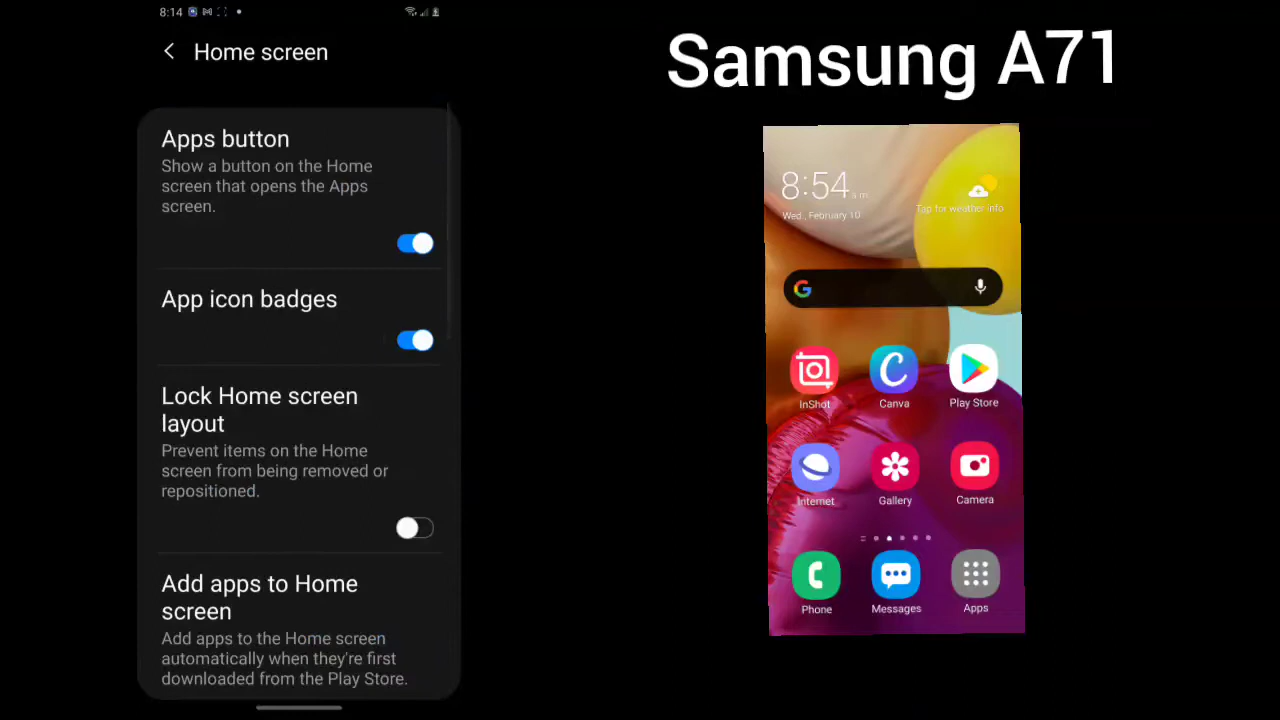 8:14
Home screen
Apps button
Show a button on the Home
screen that opens the Apps
screen.
App icon badges
Lock Home screen
layout
Prevent items on the Home
screen from being removed or
repositioned.
Add apps to Home
screen
Add apps to the Home screen
automatically when they're first
downloaded from the Play Store.
Samsung A71
8:54 a.m.
Wed., February 10
Tap for weather info
InShot
Canva
Play Store
Internet
Gallery
Camera
Phone
Messages
Apps